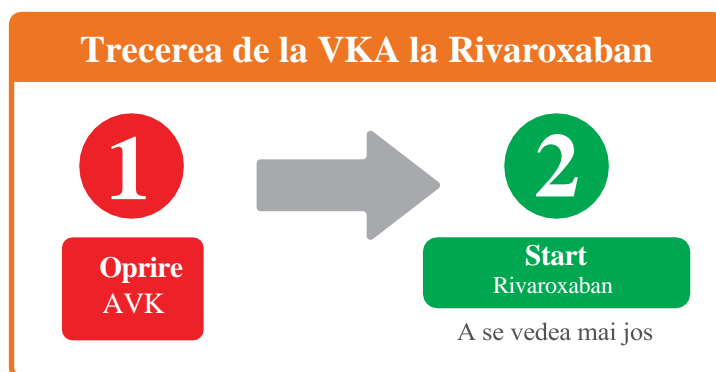 Trecerea de la VKA la Rivaroxaban
1
2
Oprire
AVK
Start
Rivaroxaban
A se vedea mai jos